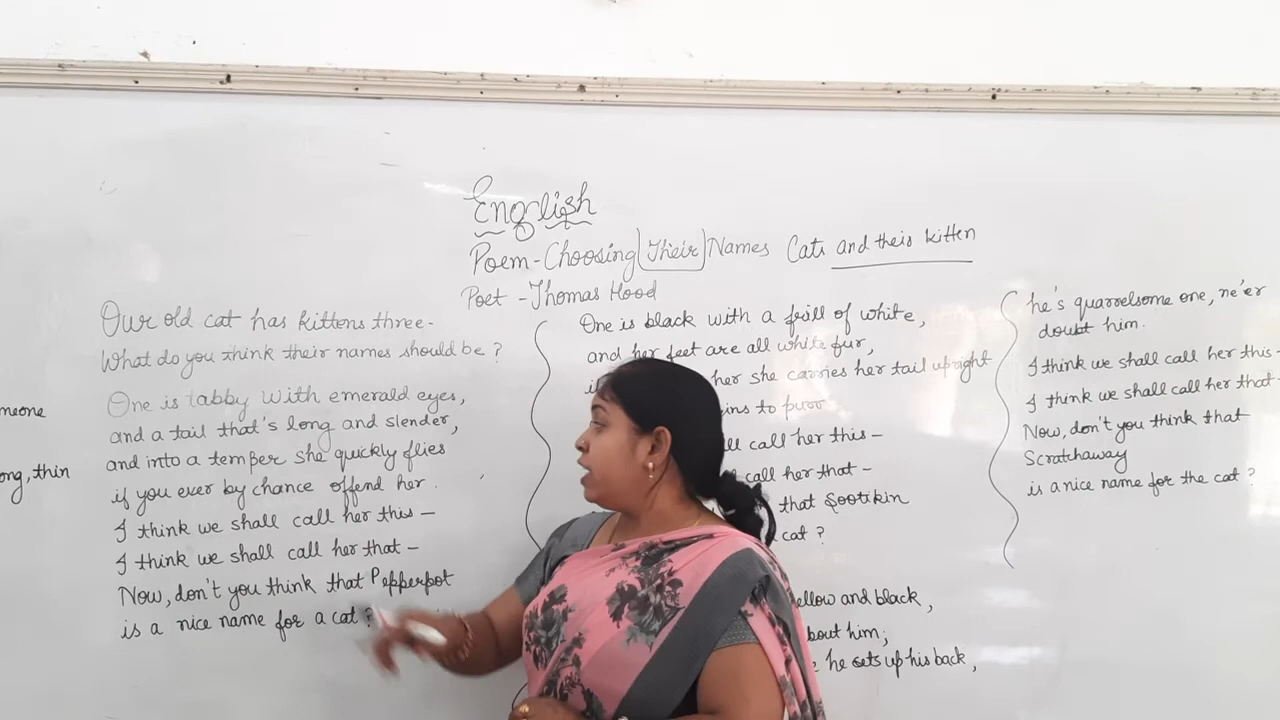 English
Poem-Choosing Their Names Cats and their kitten
Poet - Thomas Hood
meone
ong, thin
Our old cat has kittens three-
What do you think their names should be?
One is tabby with emerald eyes,
and a tail that's long and slender,
and into a temper she quickly flies
if you ever by chance offend her.
I think we shall call her this-
I think we shall call her that-
Now, don't you think that Pepperpot
is a nice name for a cat?
One is black with a frill of white,
and her feet are all white fur,
her she carries her tail upright
ins to purr
ll call her this-
call her that-
that Sootikin
cat?
ellow and black,
bout him;
he sets up his back,
he's quarrelsome one, ne'er
doubt him.
I think we shall call her this-
I think we shall call her that-
Now, don't you think that
Scratchaway
is a nice name for the cat?